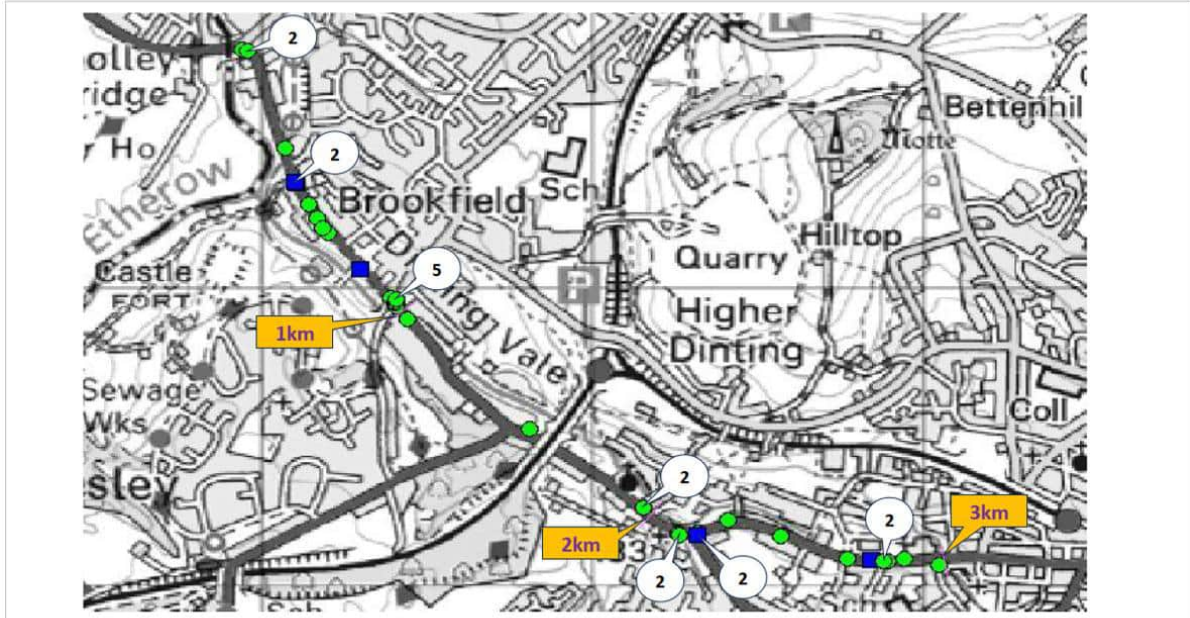 2
olley
ridge
r Ho
2
Etherow
Brookfield
Sch
Bettenhil
Hilltop
Quarry
Castle
FORT
5
1km
Dinting Vale
P
Higher
Dinting
Sewage
Wks
Coll
sley
2
2km
2
3km
2
2
Sch